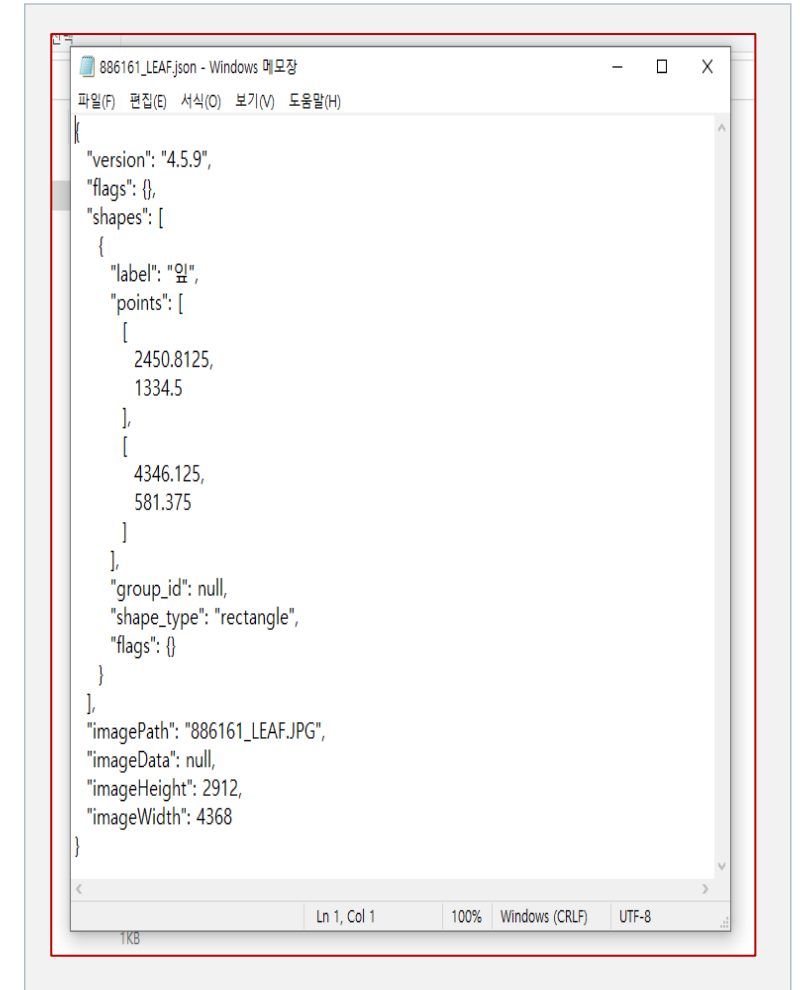 886161_LEAF.json - Windows 메모장
파일(F) 편집(E) 서식(O) 보기(V) 도움말(H)
{
"version": "4.5.9",
"flags": {},
"shapes": [
{
"label": "잎",
"points": [
[
2450.8125,
1334.5
],
[
4346.125,
581.375
]
],
"group_id": null,
"shape_type": "rectangle",
"flags": {}
}
],
"imagePath": "886161_LEAF.JPG",
"imageData": null,
"imageHeight": 2912,
"imageWidth": 4368
}
Ln 1, Col 1 100% Windows (CRLF) UTF-8
1KB